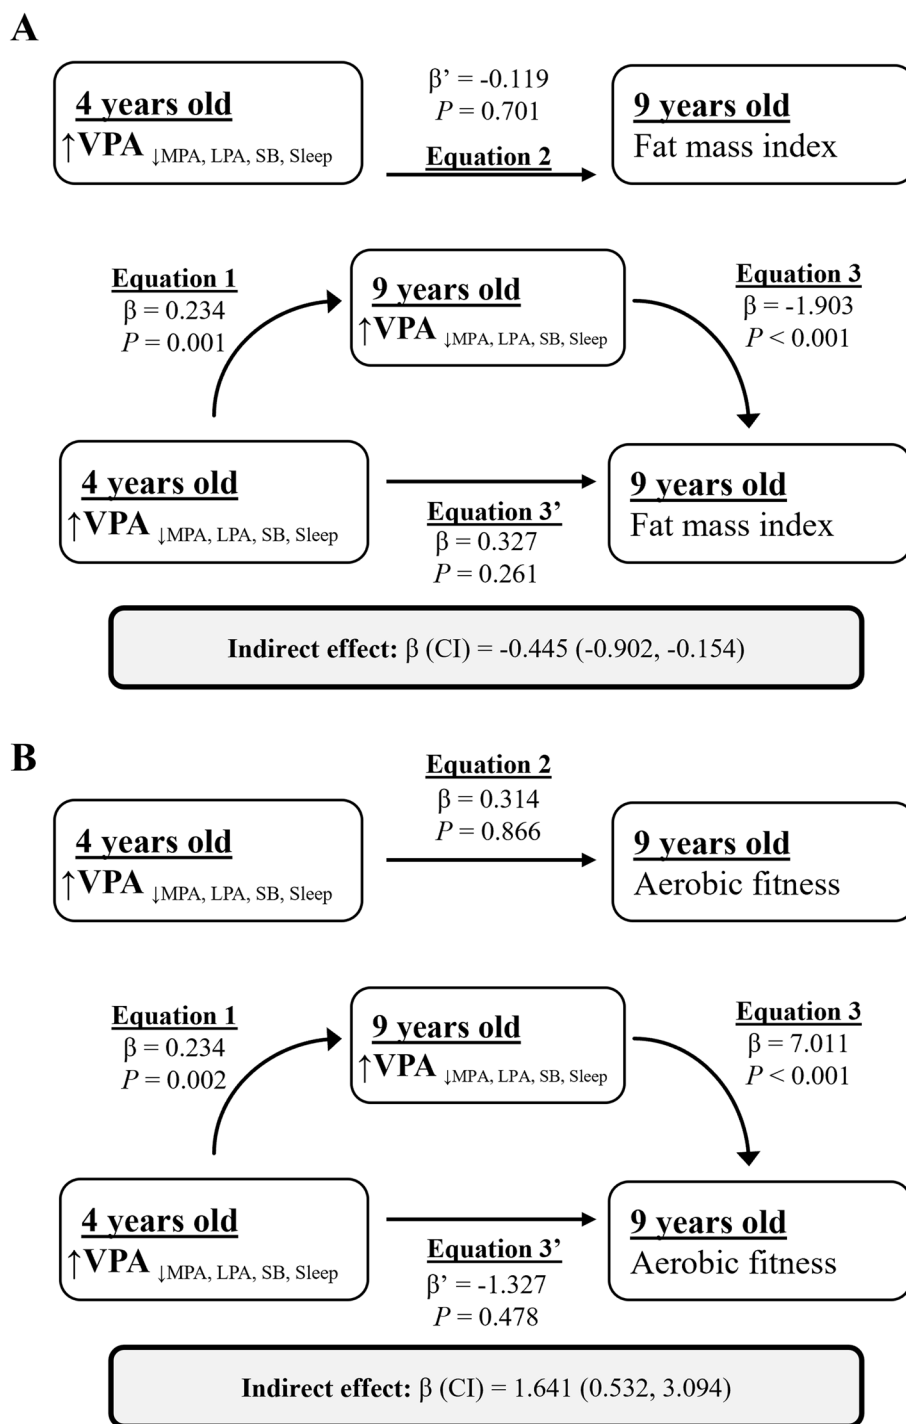 A
4 years old
↑VPA ↓MPA, LPA, SB, Sleep
β’ = -0.119
P = 0.701
Equation 2
9 years old
Fat mass index
Equation 1
β = 0.234
P = 0.001
9 years old
↑VPA ↓MPA, LPA, SB, Sleep
Equation 3
β = -1.903
P < 0.001
4 years old
↑VPA ↓MPA, LPA, SB, Sleep
Equation 3’
β = 0.327
P = 0.261
9 years old
Fat mass index
Indirect effect: β (CI) = -0.445 (-0.902, -0.154)
B
4 years old
↑VPA ↓MPA, LPA, SB, Sleep
Equation 2
β = 0.314
P = 0.866
9 years old
Aerobic fitness
Equation 1
β = 0.234
P = 0.002
9 years old
↑VPA ↓MPA, LPA, SB, Sleep
Equation 3
β = 7.011
P < 0.001
4 years old
↑VPA ↓MPA, LPA, SB, Sleep
Equation 3’
β’ = -1.327
P = 0.478
9 years old
Aerobic fitness
Indirect effect: β (CI) = 1.641 (0.532, 3.094)